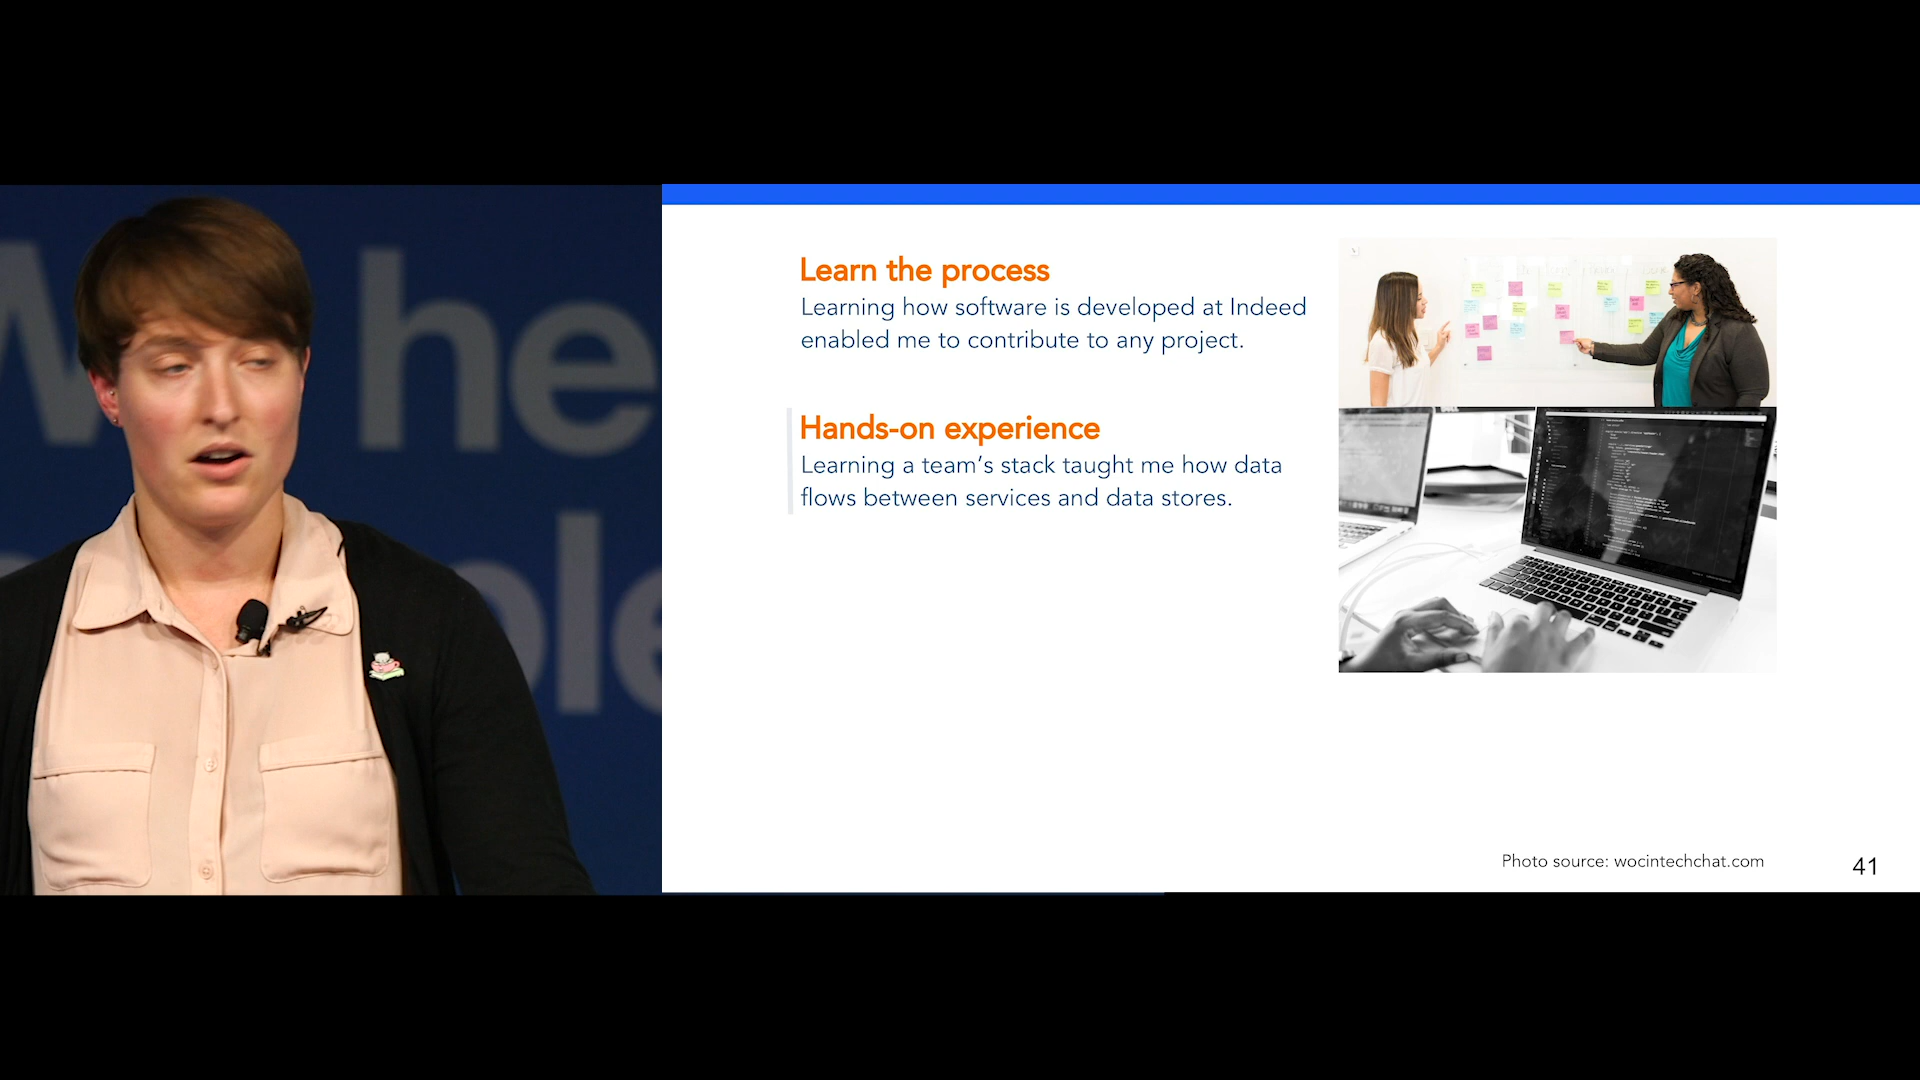 W he
ple
Learn the process
Learning how software is developed at Indeed
enabled me to contribute to any project.
Hands-on experience
Learning a team's stack taught me how data
flows between services and data stores.
Photo source: wocintechchat.com
41